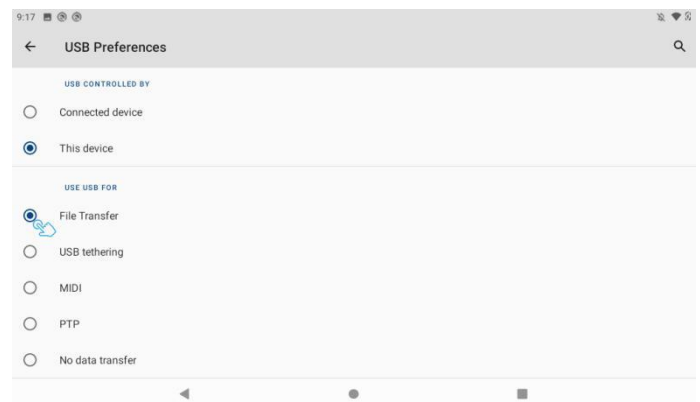 9:17
USB Preferences
USB CONTROLLED BY
Connected device
This device
USE USB FOR
File Transfer
USB tethering
MIDI
PTP
No data transfer